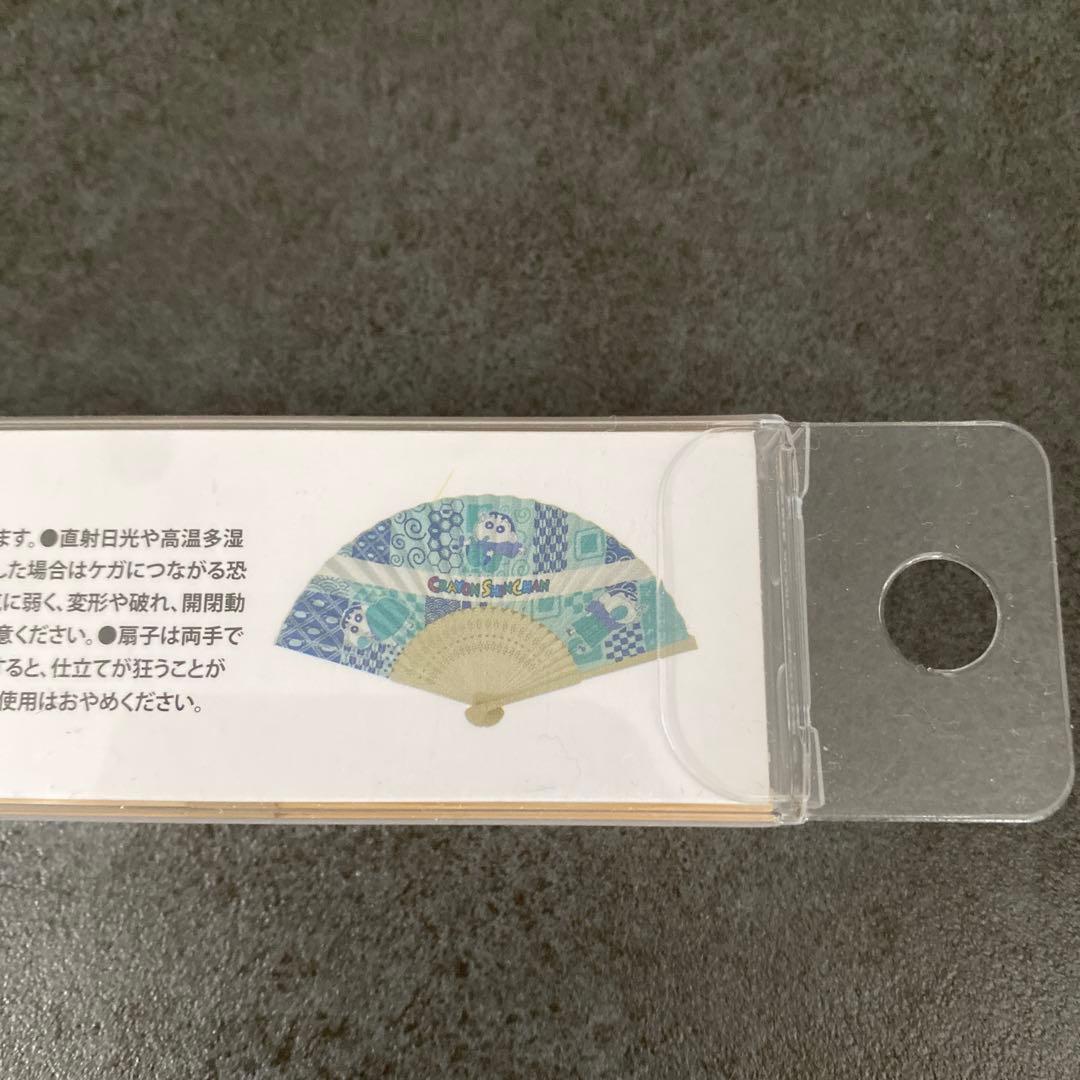 ます。●直射日光や高温多湿
した場合はケガにつながる恐
に弱く、変形や破れ、開閉動
意ください。●扇子は両手で
すると、仕立てが狂うことが
使用はおやめください。
CRAYON SHINCHAN